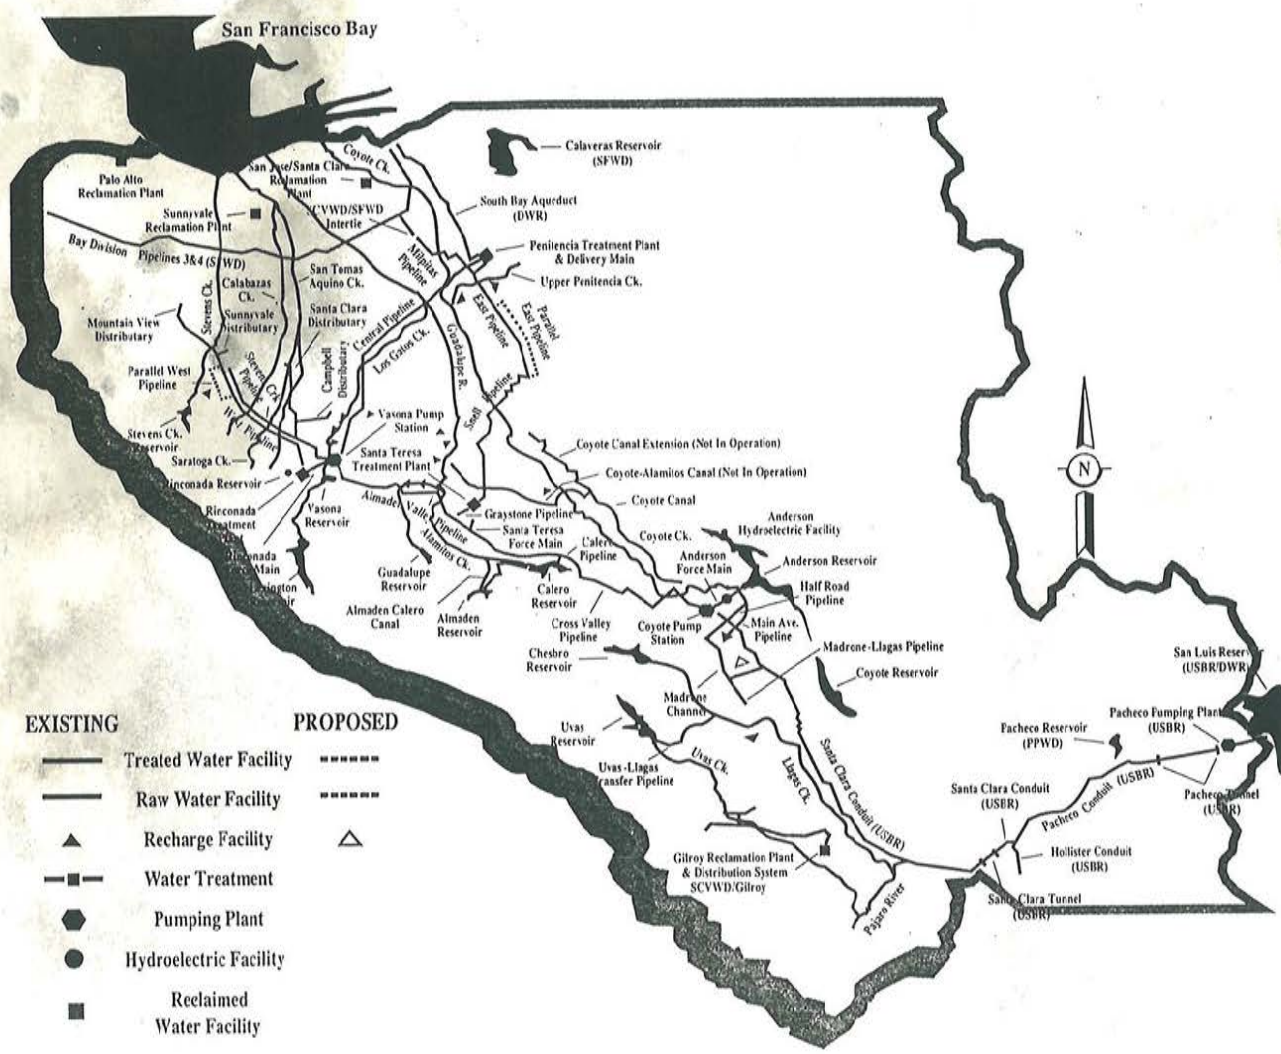 San Francisco Bay
Calaveras Reservoir
(SFWD)
Coyote Ck.
San Jose/Santa Clara
Reclamation
Plant
Palo Alto
Reclamation Plant
South Bay Aqueduct
(DWR)
SCVWD/SFWD
Intertie
Sunnyvale
Reclamation Plant
Bay Division Pipelines 3&4 (SFWD)
Milpitas
Pipeline
Penitencia Treatment Plant
& Delivery Main
Upper Penitencia Ck.
San Tomas
Aquino Ck.
Calabazas
Ck.
Stevens Ck.
Sunnyvale
Distributary
Santa Clara
Distributary
Central Pipeline
Los Gatos Ck.
East Pipeline
Parallel
East Pipeline
Mountain View
Distributary
Guadalupe R.
Campbell
Distributary
Parallel West
Pipeline
Stevens Crk
Pipeline
Snell Pipeline
West Pipeline
Vasona Pump
Station
Stevens Ck.
Reservoir
Coyote Canal Extension (Not In Operation)
Santa Teresa
Treatment Plant
Saratoga Ck.
Coyote-Alamitos Canal (Not In Operation)
Rinconada Reservoir
Almaden Valley Pipeline
Coyote Canal
Rinconada
Treatment
Vasona
Reservoir
Graystone Pipeline
Anderson
Hydroelectric Facility
Santa Teresa
Force Main
Calero
Pipeline
Coyote Ck.
Alamitos Ck.
Anderson
Force Main
Rinconada
Force Main
Anderson Reservoir
Guadalupe
Reservoir
Calero
Reservoir
Half Road
Pipeline
Lexington
Reservoir
Almaden Calero
Canal
Almaden
Reservoir
Cross Valley
Pipeline
Coyote Pump
Station
Main Ave.
Pipeline
Madrone-Llagas Pipeline
Chesbro
Reservoir
Coyote Reservoir
San Luis Reservoir
(USBR/DWR)
Madrone
Channel
N
EXISTING PROPOSED
Treated Water Facility
Raw Water Facility
Recharge Facility
Water Treatment
Pumping Plant
Hydroelectric Facility
Reclaimed
Water Facility
Uvas
Reservoir
Uvas-Llagas
Transfer Pipeline
Uvas Ck.
Llagas Ck.
Santa Clara Conduit (USBR)
Pacheco Reservoir
(PPWD)
Pacheco Pumping Plant
(USBR)
Santa Clara Conduit
(USBR)
Pacheco Conduit (USBR)
Pacheco Tunnel
(USBR)
Hollister Conduit
(USBR)
Gilroy Reclamation Plant
& Distribution System
SCVWD/Gilroy
Santa Clara Tunnel
(USBR)
Pajaro River